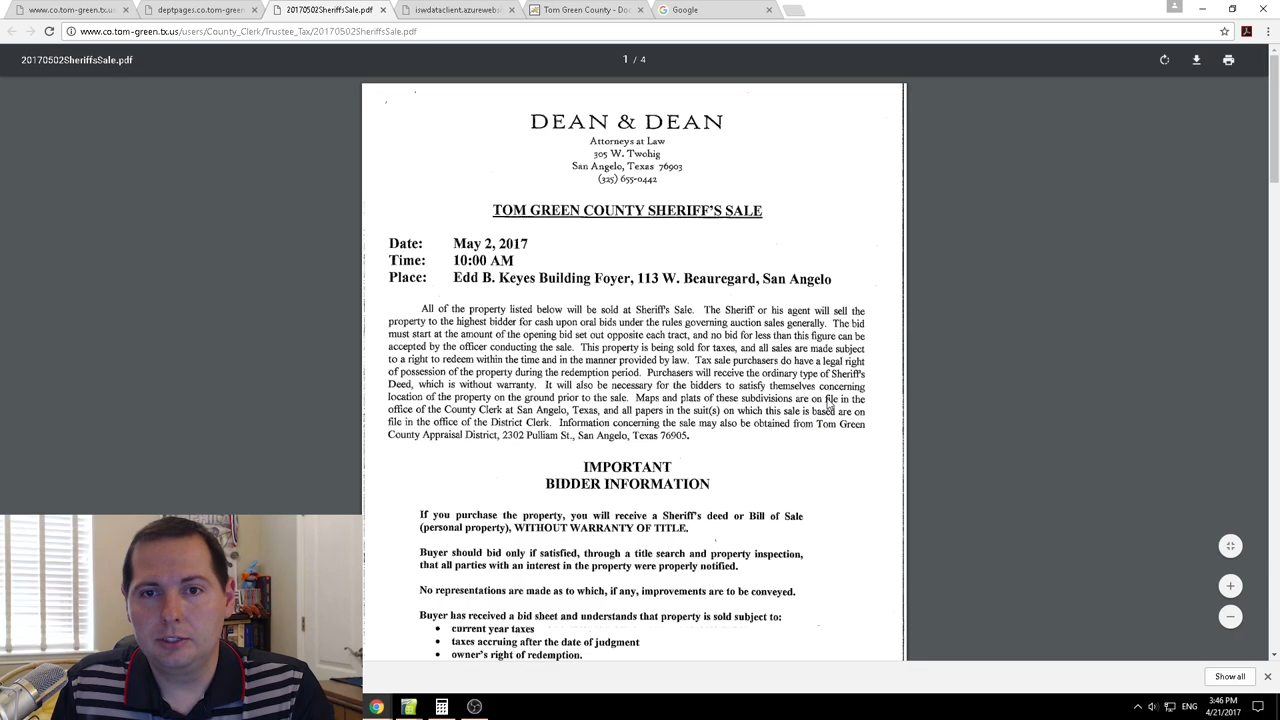 www.co.tom-green.tx.us
deptpages.co.tom-green
20170502SheriffsSale.pdf
iswdataclient.azureweb
Tom Green County - Doc
Google
www.co.tom-green.tx.us/users/County_Clerk/Trustee_Tax/20170502SheriffsSale.pdf
20170502SheriffsSale.pdf
1 / 4
DEAN & DEAN
Attorneys at Law
305 W. Twohig
San Angelo, Texas 76903
(325) 655-0442
TOM GREEN COUNTY SHERIFF'S SALE
Date: May 2, 2017
Time: 10:00 AM
Place: Edd B. Keyes Building Foyer, 113 W. Beauregard, San Angelo
All of the property listed below will be sold at Sheriff's Sale. The Sheriff or his agent will sell the
property to the highest bidder for cash upon oral bids under the rules governing auction sales generally. The bid
must start at the amount of the opening bid set out opposite each tract, and no bid for less than this figure can be
accepted by the officer conducting the sale. This property is being sold for taxes, and all sales are made subject
to a right to redeem within the time and in the manner provided by law. Tax sale purchasers do have a legal right
of possession of the property during the redemption period. Purchasers will receive the ordinary type of Sheriff's
Deed, which is without warranty. It will also be necessary for the bidders to satisfy themselves concerning
location of the property on the ground prior to the sale. Maps and plats of these subdivisions are on file in the
office of the County Clerk at San Angelo, Texas, and all papers in the suit(s) on which this sale is based are on
file in the office of the District Clerk. Information concerning the sale may also be obtained from Tom Green
County Appraisal District, 2302 Pulliam St., San Angelo, Texas 76905.
IMPORTANT
BIDDER INFORMATION
If you purchase the property, you will receive a Sheriff's deed or Bill of Sale
(personal property), WITHOUT WARRANTY OF TITLE.
Buyer should bid only if satisfied, through a title search and property inspection,
that all parties with an interest in the property were properly notified.
No representations are made as to which, if any, improvements are to be conveyed.
Buyer has received a bid sheet and understands that property is sold subject to:
• current year taxes
• taxes accruing after the date of judgment
• owner's right of redemption.
Show all
ENG
3:46 PM
4/21/2017